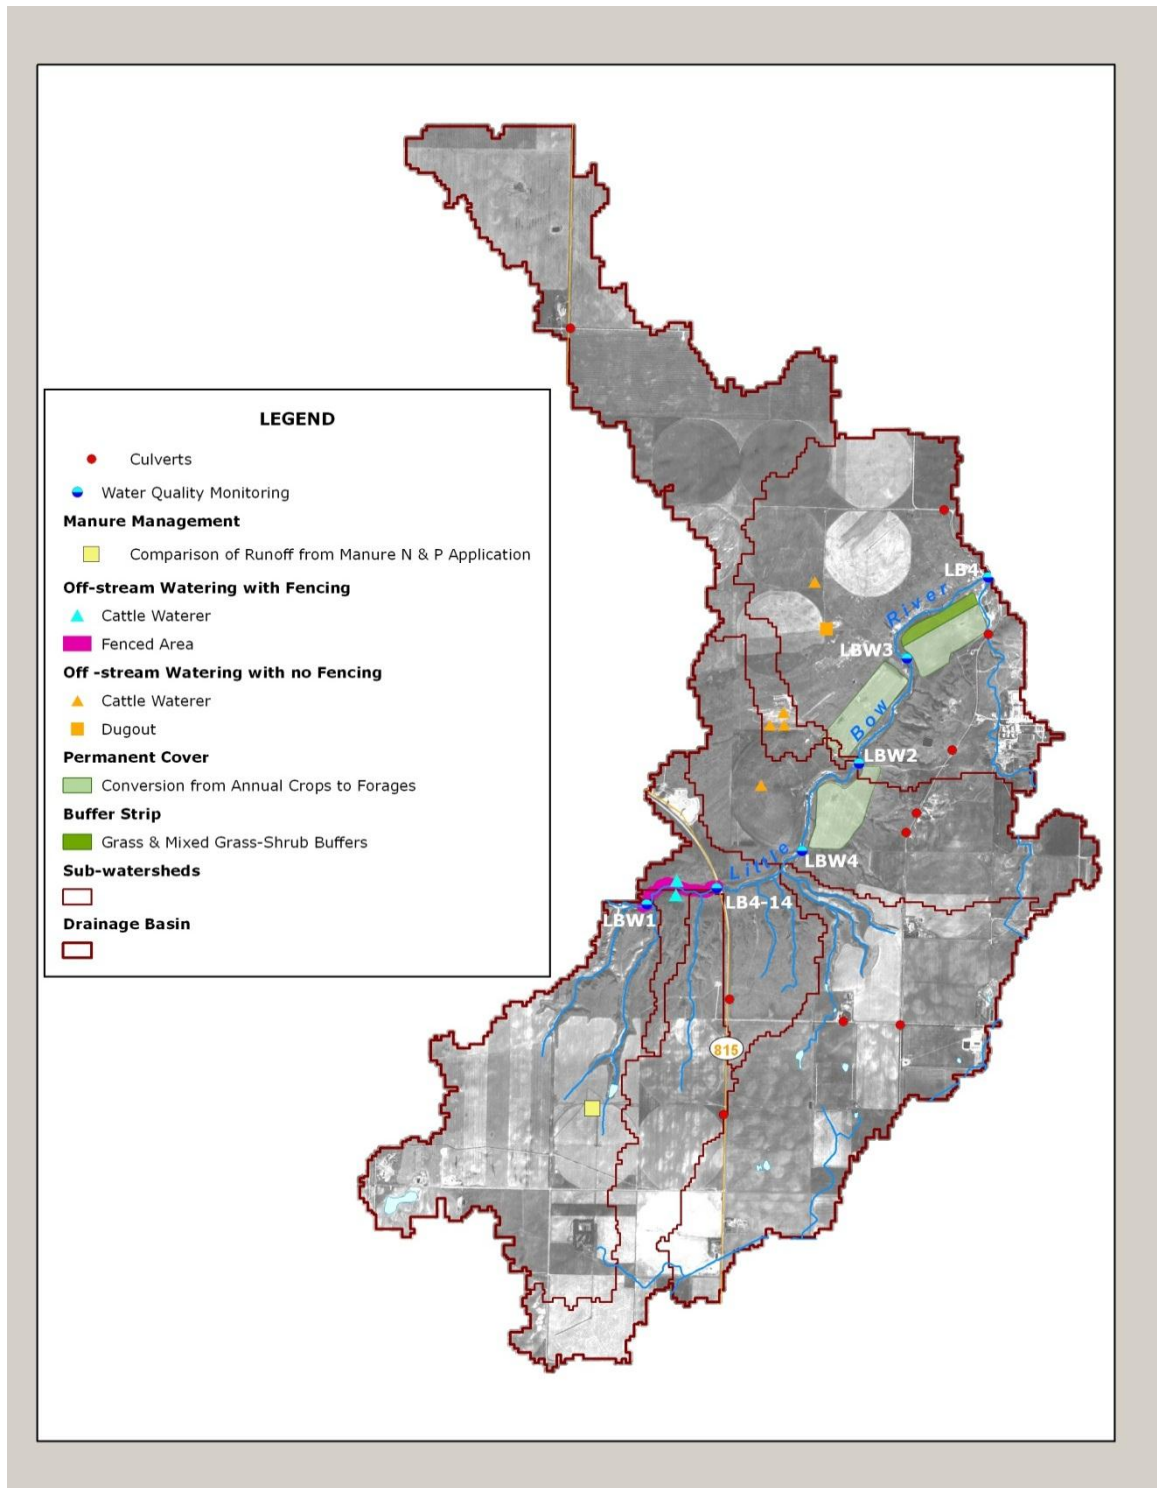 LEGEND
Culverts
Water Quality Monitoring
Manure Management
Comparison of Runoff from Manure N & P Application
Off-stream Watering with Fencing
Cattle Waterer
Fenced Area
Off -stream Watering with no Fencing
Cattle Waterer
Dugout
Permanent Cover
Conversion from Annual Crops to Forages
Buffer Strip
Grass & Mixed Grass-Shrub Buffers
Sub-watersheds
Drainage Basin
LB4
River
LBW3
Bow
LBW2
Little
LBW4
LB4-14
LBW1
815